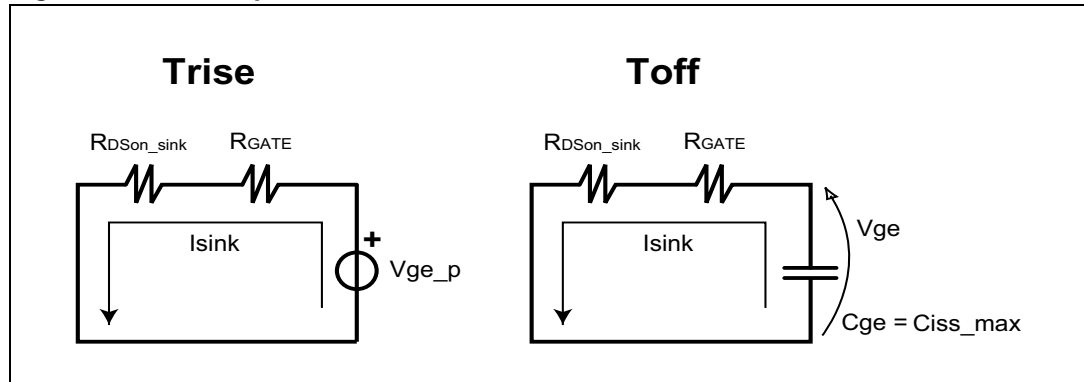 Trise
Toff
RDSon_sink
RGATE
Isink
+
Vge_p
RDSon_sink
RGATE
Isink
Vge
Cge = Ciss_max